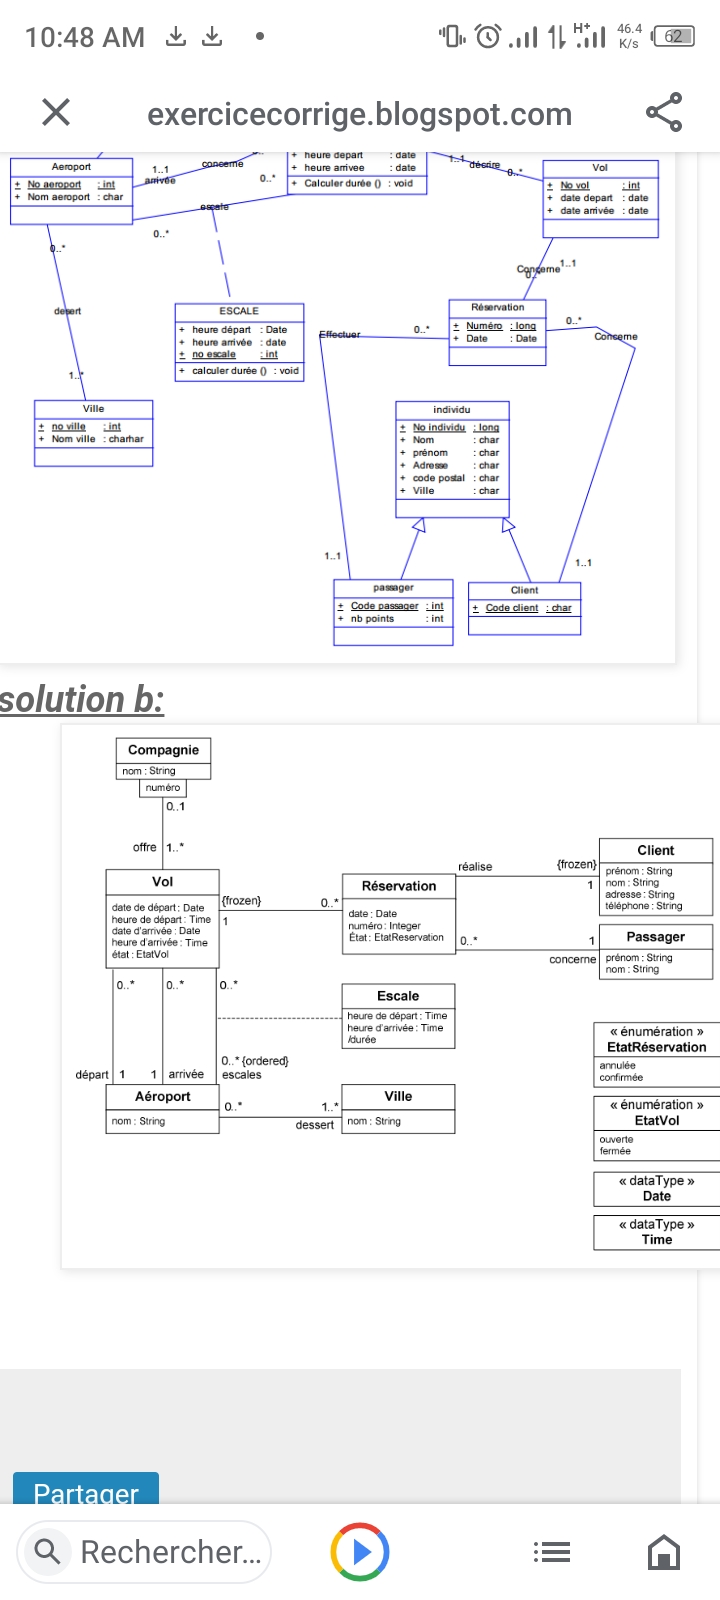 10:48 AM
46.4
H+
K/s
62
exercicecorrige.blogspot.com
+ heure depart : date
+ heure arrivee : date
+ Calculer durée () : void
Aeroport
+ No aeroport : int
+ Nom aeroport : char
1..1
arrivée
concerne
0..*
1..1
décrire
0..*
Vol
+ No vol : int
+ date depart : date
+ date arrivée : date
escale
0..*
0..*
Concerne
1..1
0..*
desert
1..*
ESCALE
+ heure départ : Date
+ heure arrivée : date
+ no escale : int
+ calculer durée () : void
Effectuer
0..*
Réservation
+ Numéro : long
+ Date : Date
0..*
Concerne
Ville
+ no ville : int
+ Nom ville : charhar
individu
+ No individu : long
+ Nom : char
+ prénom : char
+ Adresse : char
+ code postal : char
+ Ville : char
1..1
1..1
passager
+ Code passager : int
+ nb points : int
Client
+ Code client : char
solution b:
Compagnie
nom : String
numéro
0..1
offre
1..*
Vol
date de départ : Date
heure de départ : Time
date d'arrivée : Date
heure d'arrivée : Time
état : EtatVol
{frozen}
1
0..*
Réservation
date : Date
numéro : Integer
État : EtatReservation
réalise
{frozen}
1
Client
prénom : String
nom : String
adresse : String
téléphone : String
0..*
1
concerne
Passager
prénom : String
nom : String
0..*
0..*
0..*
Escale
heure de départ : Time
heure d'arrivée : Time
/durée
0..* {ordered}
escales
départ
1
1
arrivée
Aéroport
nom : String
0..*
1..*
dessert
Ville
nom : String
« énumération »
EtatRéservation
annulée
confirmée
« énumération »
EtatVol
ouverte
fermée
« dataType »
Date
« dataType »
Time
Partager
Rechercher...